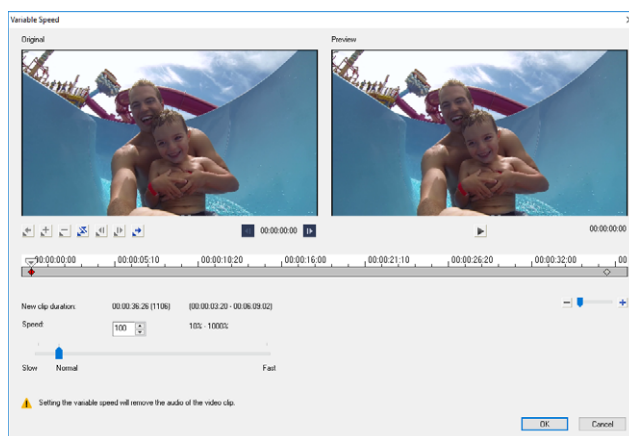 Variable Speed
Original Preview
00:00:00:00 00:00:00:00
00:00:00:00 00:00:05:10 00:00:10:20 00:00:16:00 00:00:21:10 00:00:26:20 00:00:32:00 00
New clip duration: 00:00:36:26 (1106) (00:00:03:20 - 00:06:09:02)
Speed: 100 10% - 1000%
Slow Normal Fast
Setting the variable speed will remove the audio of the video clip.
OK Cancel